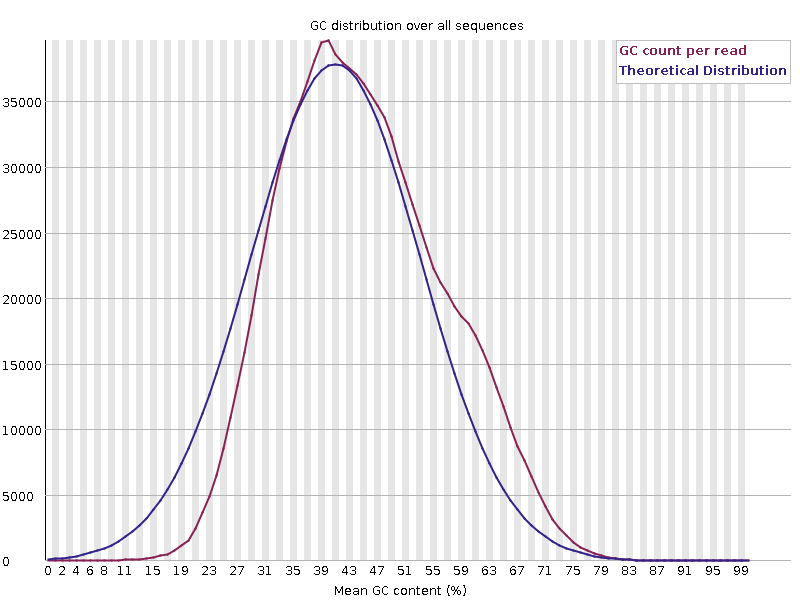 GC distribution over all sequences
GC count per read
Theoretical Distribution
35000
30000
25000
20000
15000
10000
5000
0
0 2 4 6 8 11 15 19 23 27 31 35 39 43 47 51 55 59 63 67 71 75 79 83 87 91 95 99
Mean GC content (%)